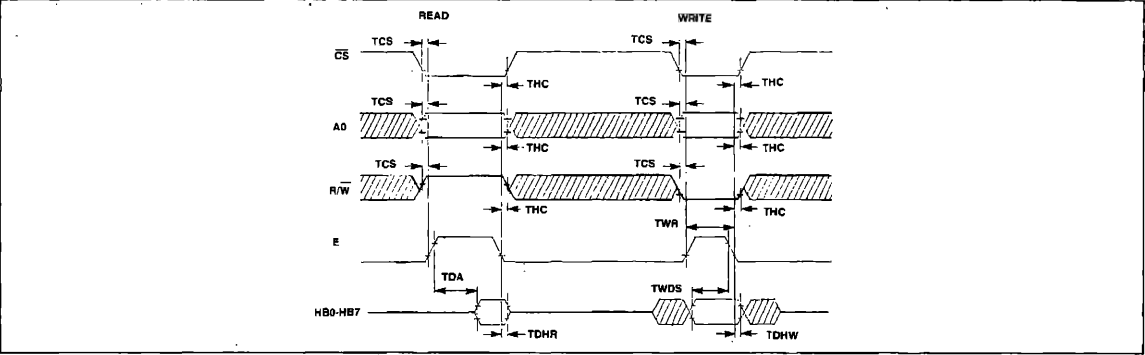 READ WRITE
TCS TCS
CS
THC THC
TCS TCS
A0
THC THC
TCS TCS
R/W
THC THC
TWR
E
TDA TWDS
HB0-HB7
TDHR TDHW